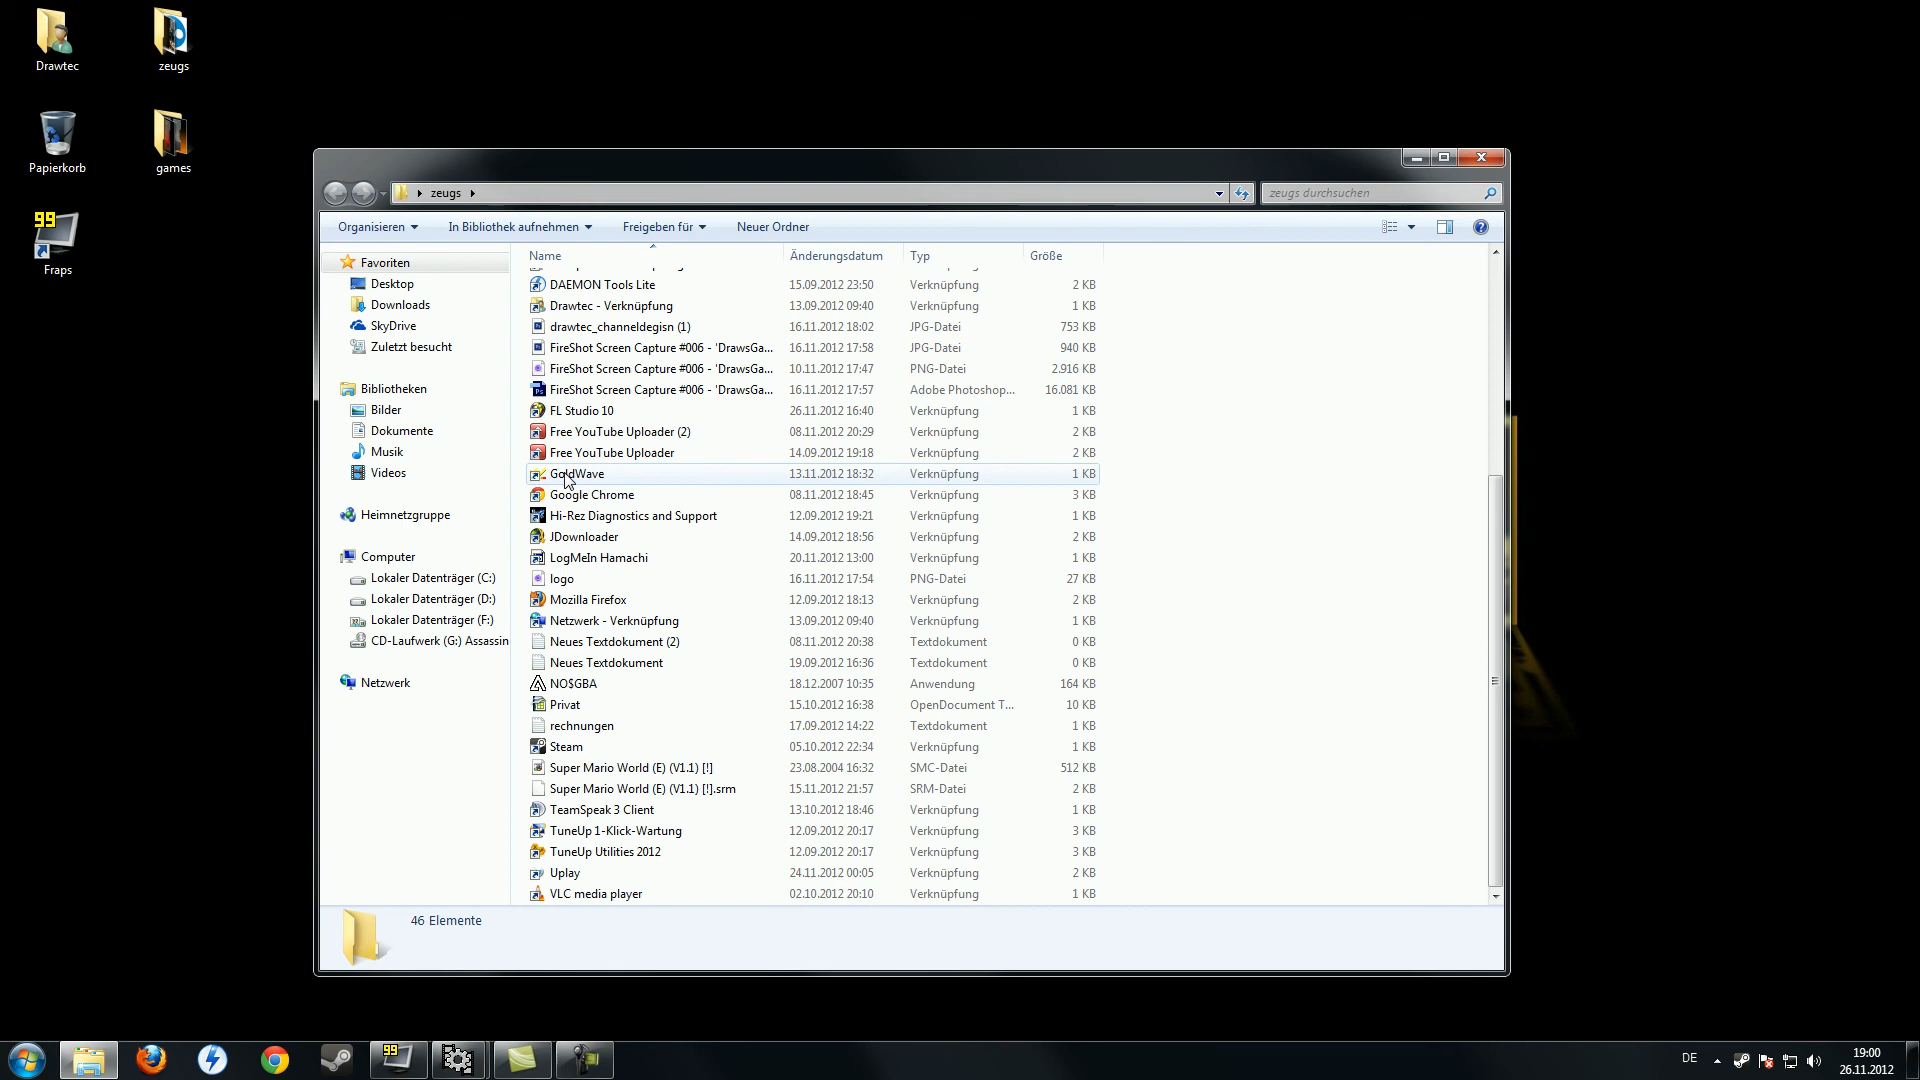 Drawtec
zeugs
Papierkorb
games
99
Fraps
zeugs
zeugs durchsuchen
Organisieren
In Bibliothek aufnehmen
Freigeben für
Neuer Ordner
Name Änderungsdatum Typ Größe
Favoriten
Desktop
Downloads
SkyDrive
Zuletzt besucht
Bibliotheken
Bilder
Dokumente
Musik
Videos
Heimnetzgruppe
Computer
Lokaler Datenträger (C:)
Lokaler Datenträger (D:)
Lokaler Datenträger (F:)
CD-Laufwerk (G:) Assassin
Netzwerk
DAEMON Tools Lite 15.09.2012 23:50 Verknüpfung 2 KB
Drawtec - Verknüpfung 13.09.2012 09:40 Verknüpfung 1 KB
drawtec_channeldegisn (1) 16.11.2012 18:02 JPG-Datei 753 KB
FireShot Screen Capture #006 - 'DrawsGa... 16.11.2012 17:58 JPG-Datei 940 KB
FireShot Screen Capture #006 - 'DrawsGa... 10.11.2012 17:47 PNG-Datei 2.916 KB
FireShot Screen Capture #006 - 'DrawsGa... 16.11.2012 17:57 Adobe Photoshop... 16.081 KB
FL Studio 10 26.11.2012 16:40 Verknüpfung 1 KB
Free YouTube Uploader (2) 08.11.2012 20:29 Verknüpfung 2 KB
Free YouTube Uploader 14.09.2012 19:18 Verknüpfung 2 KB
GoldWave 13.11.2012 18:32 Verknüpfung 1 KB
Google Chrome 08.11.2012 18:45 Verknüpfung 3 KB
Hi-Rez Diagnostics and Support 12.09.2012 19:21 Verknüpfung 1 KB
JDownloader 14.09.2012 18:56 Verknüpfung 2 KB
LogMeIn Hamachi 20.11.2012 13:00 Verknüpfung 1 KB
logo 16.11.2012 17:54 PNG-Datei 27 KB
Mozilla Firefox 12.09.2012 18:13 Verknüpfung 2 KB
Netzwerk - Verknüpfung 13.09.2012 09:40 Verknüpfung 1 KB
Neues Textdokument (2) 08.11.2012 20:38 Textdokument 0 KB
Neues Textdokument 19.09.2012 16:36 Textdokument 0 KB
NO$GBA 18.12.2007 10:35 Anwendung 164 KB
Privat 15.10.2012 16:38 OpenDocument T... 10 KB
rechnungen 17.09.2012 14:22 Textdokument 1 KB
Steam 05.10.2012 22:34 Verknüpfung 1 KB
Super Mario World (E) (V1.1) [!] 23.08.2004 16:32 SMC-Datei 512 KB
Super Mario World (E) (V1.1) [!].srm 15.11.2012 21:57 SRM-Datei 2 KB
TeamSpeak 3 Client 13.10.2012 18:46 Verknüpfung 1 KB
TuneUp 1-Klick-Wartung 12.09.2012 20:17 Verknüpfung 3 KB
TuneUp Utilities 2012 12.09.2012 20:17 Verknüpfung 3 KB
Uplay 24.11.2012 00:05 Verknüpfung 2 KB
VLC media player 02.10.2012 20:10 Verknüpfung 1 KB
46 Elemente
99
DE
19:00
26.11.2012